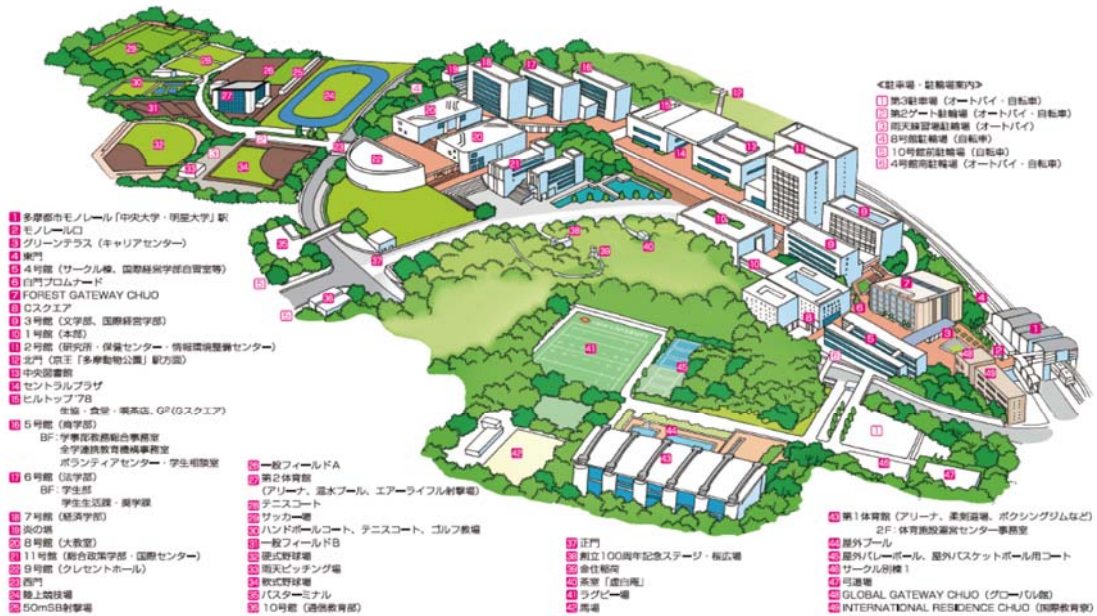 ≪駐車場・駐輪場案内≫
1 第3駐車場（オートバイ・自転車）
2 第2ゲート駐輪場（オートバイ・自転車）
3 雨天練習場駐輪場（オートバイ）
4 8号館駐輪場（自転車）
5 10号館前駐輪場（自転車）
6 4号館南駐輪場（オートバイ・自転車）
1 多摩都市モノレール「中央大学・明星大学」駅
2 モノレール口
3 グリーンテラス（キャリアセンター）
4 東門
5 4号館（サークル棟、国際経営学部自習室等）
6 白門プロムナード
7 FOREST GATEWAY CHUO
8 Cスクエア
9 3号館（文学部、国際経営学部）
10 1号館（本部）
11 2号館（研究所・保健センター・情報環境整備センター）
12 北門（京王「多摩動物公園」駅方面）
13 中央図書館
14 セントラルプラザ
15 ヒルトップ'78
生協・食堂・喫茶店、G²（Gスクエア）
16 5号館（商学部）
BF：学事部教務総合事務室
全学連携教育機構事務室
ボランティアセンター・学生相談室
17 6号館（法学部）
BF：学生部
学生生活課・奨学課
18 7号館（経済学部）
19 炎の塔
20 8号館（大教室）
21 11号館（総合政策学部・国際センター）
22 9号館（クレセントホール）
23 西門
24 陸上競技場
25 50mSB射撃場
26 一般フィールドA
27 第2体育館
（アリーナ、温水プール、エアーライフル射撃場）
28 テニスコート
29 サッカー場
30 ハンドボールコート、テニスコート、ゴルフ教場
31 一般フィールドB
32 硬式野球場
33 雨天ピッチング場
34 軟式野球場
35 バスターミナル
36 10号館（通信教育部）
37 正門
38 創立100周年記念ステージ・桜広場
39 金住稲荷
40 茶室「虚白庵」
41 ラグビー場
42 馬場
43 第1体育館（アリーナ、柔剣道場、ボクシングジムなど）
2F：体育施設運営センター事務室
44 屋外プール
45 屋外バレーボール、屋外バスケットボール用コート
46 サークル別棟1
47 弓道場
48 GLOBAL GATEWAY CHUO（グローバル館）
49 INTERNATIONAL RESIDENCE CHUO（国際教育寮）